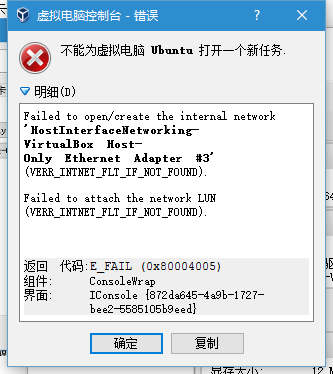 虚拟电脑控制台 - 错误
不能为虚拟电脑 Ubuntu 打开一个新任务.
明细(D)
Failed to open/create the internal network
'HostInterfaceNetworking-
VirtualBox Host-
Only Ethernet Adapter #3'
(VERR_INTNET_FLT_IF_NOT_FOUND).
Failed to attach the network LUN
(VERR_INTNET_FLT_IF_NOT_FOUND).
返回 代码:E_FAIL (0x80004005)
组件: ConsoleWrap
界面: IConsole {872da645-4a9b-1727-
bee2-5585105b9eed}
确定
复制
显存大小: 12 M